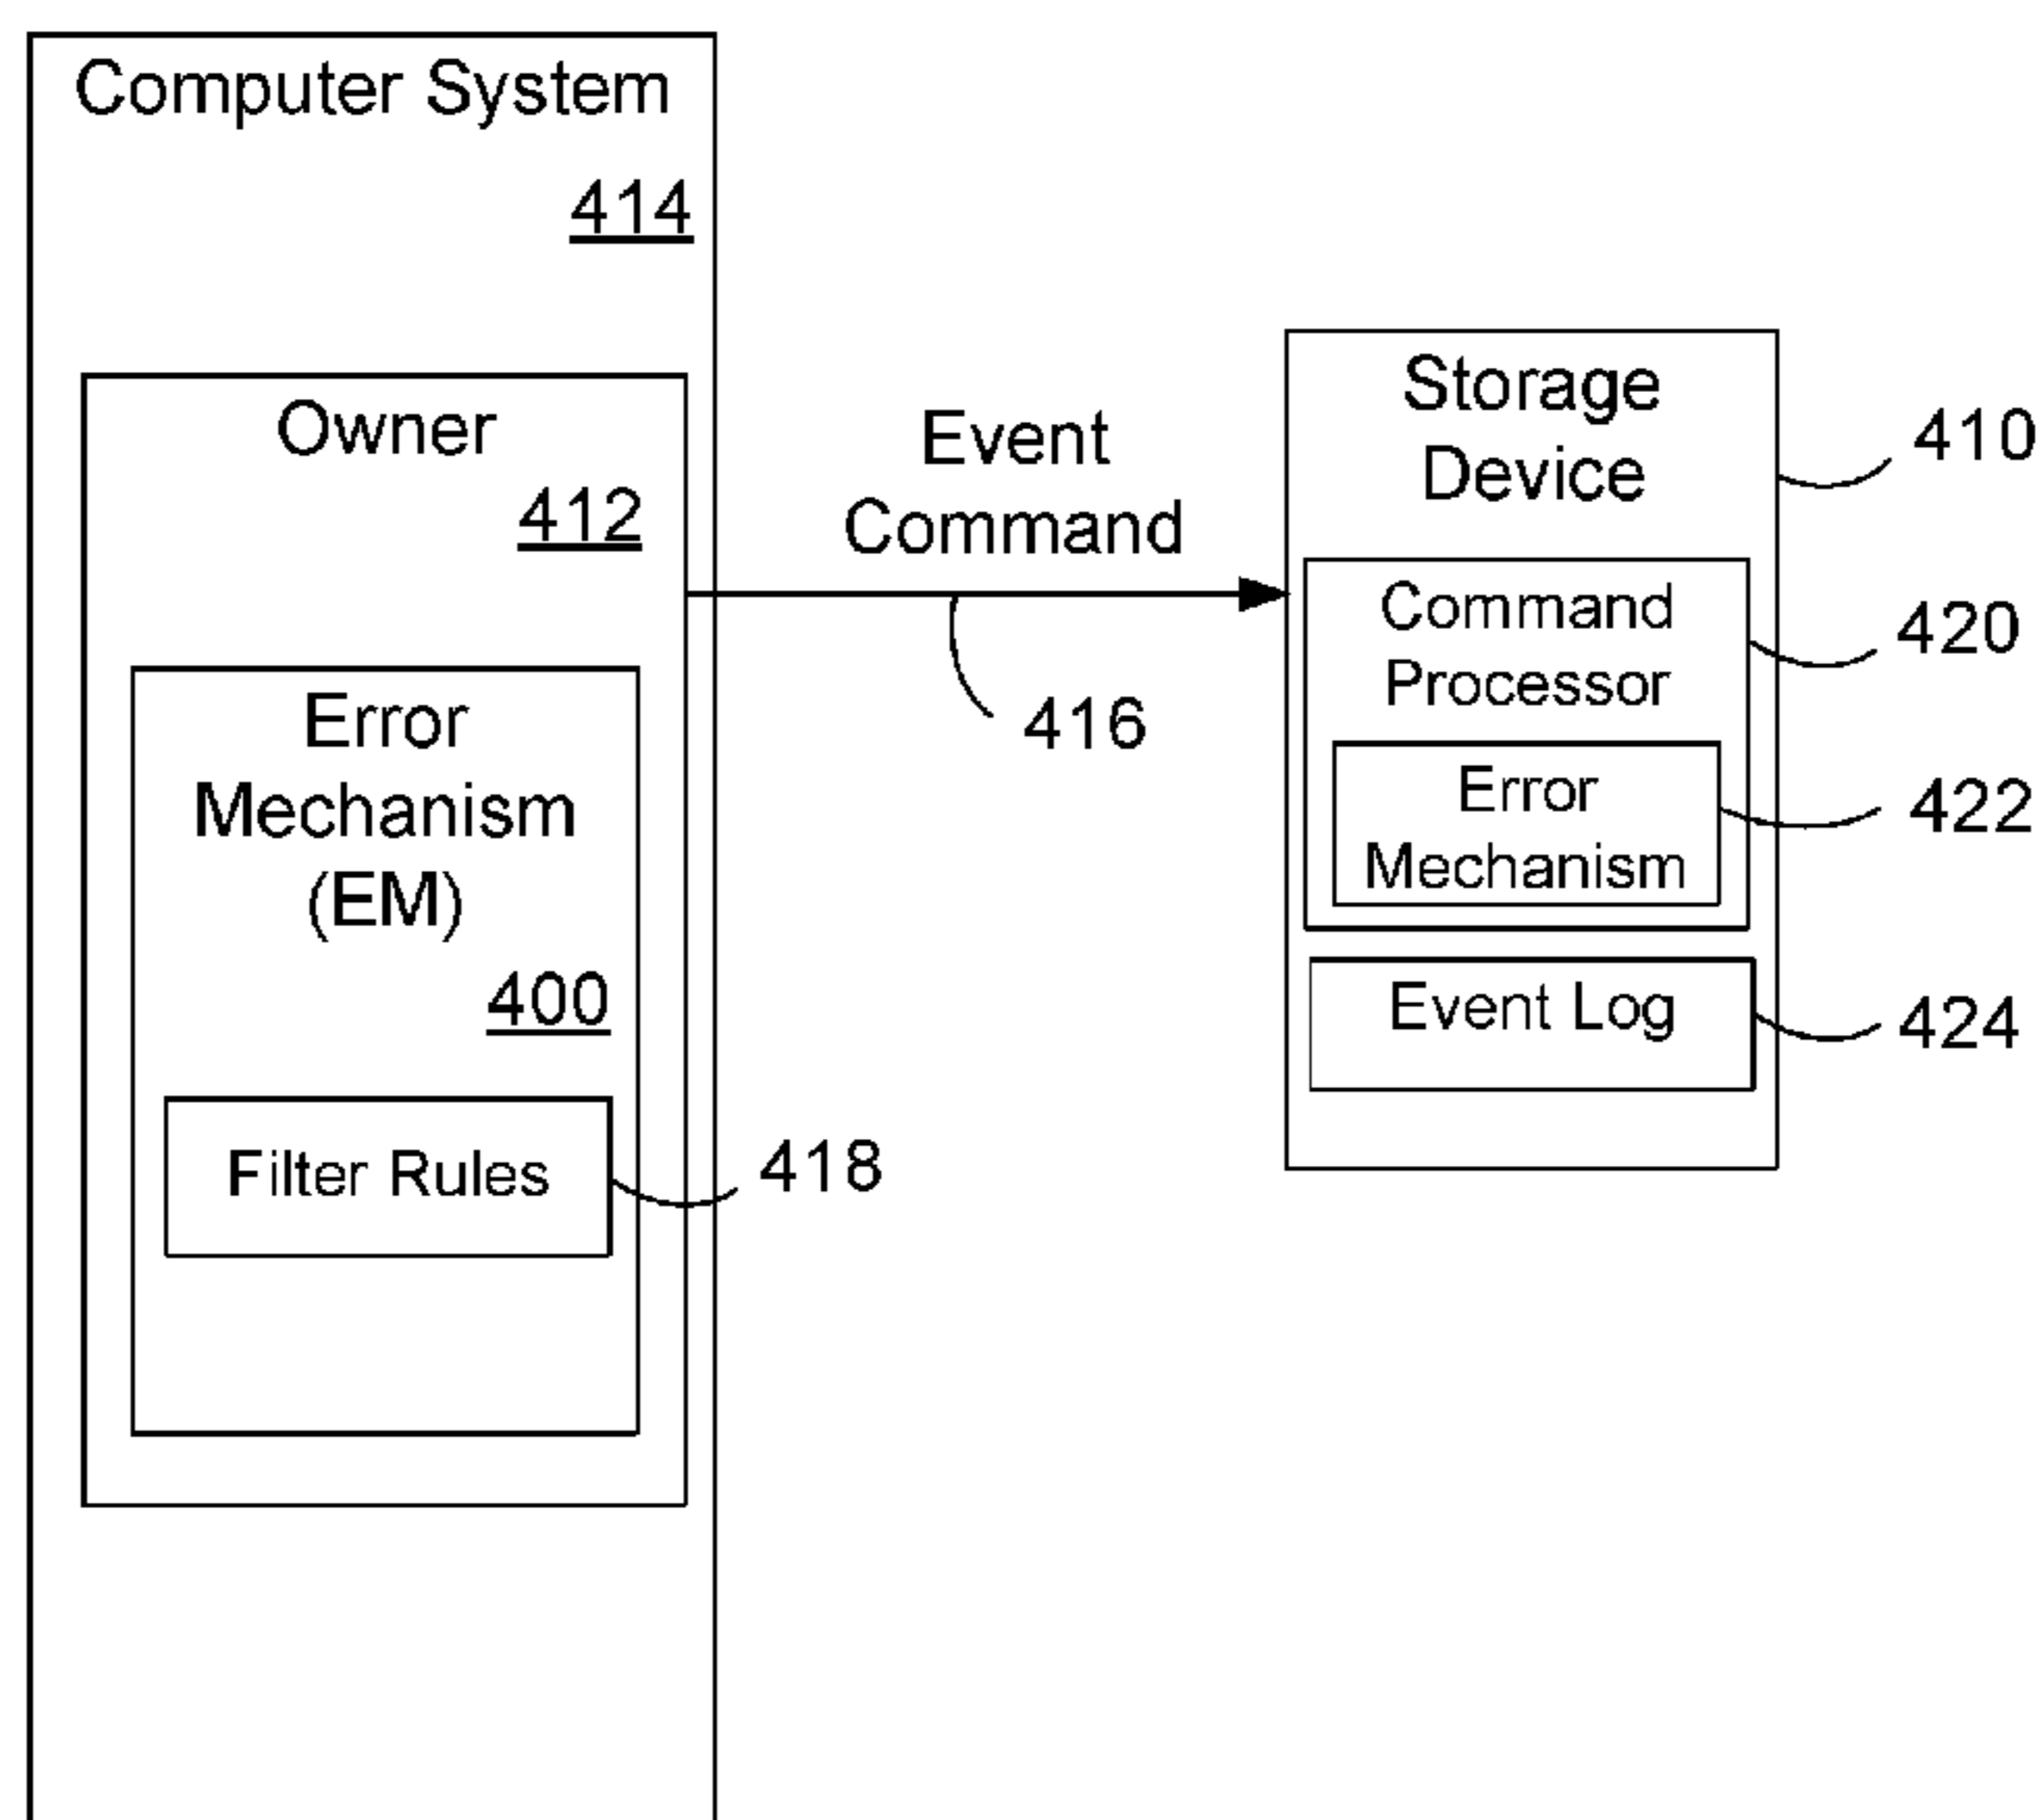 Computer System
414
Owner
412
Error
Mechanism
(EM)
400
Filter Rules
418
Event
Command
416
Storage
Device
410
Command
Processor
420
Error
Mechanism
422
Event Log
424